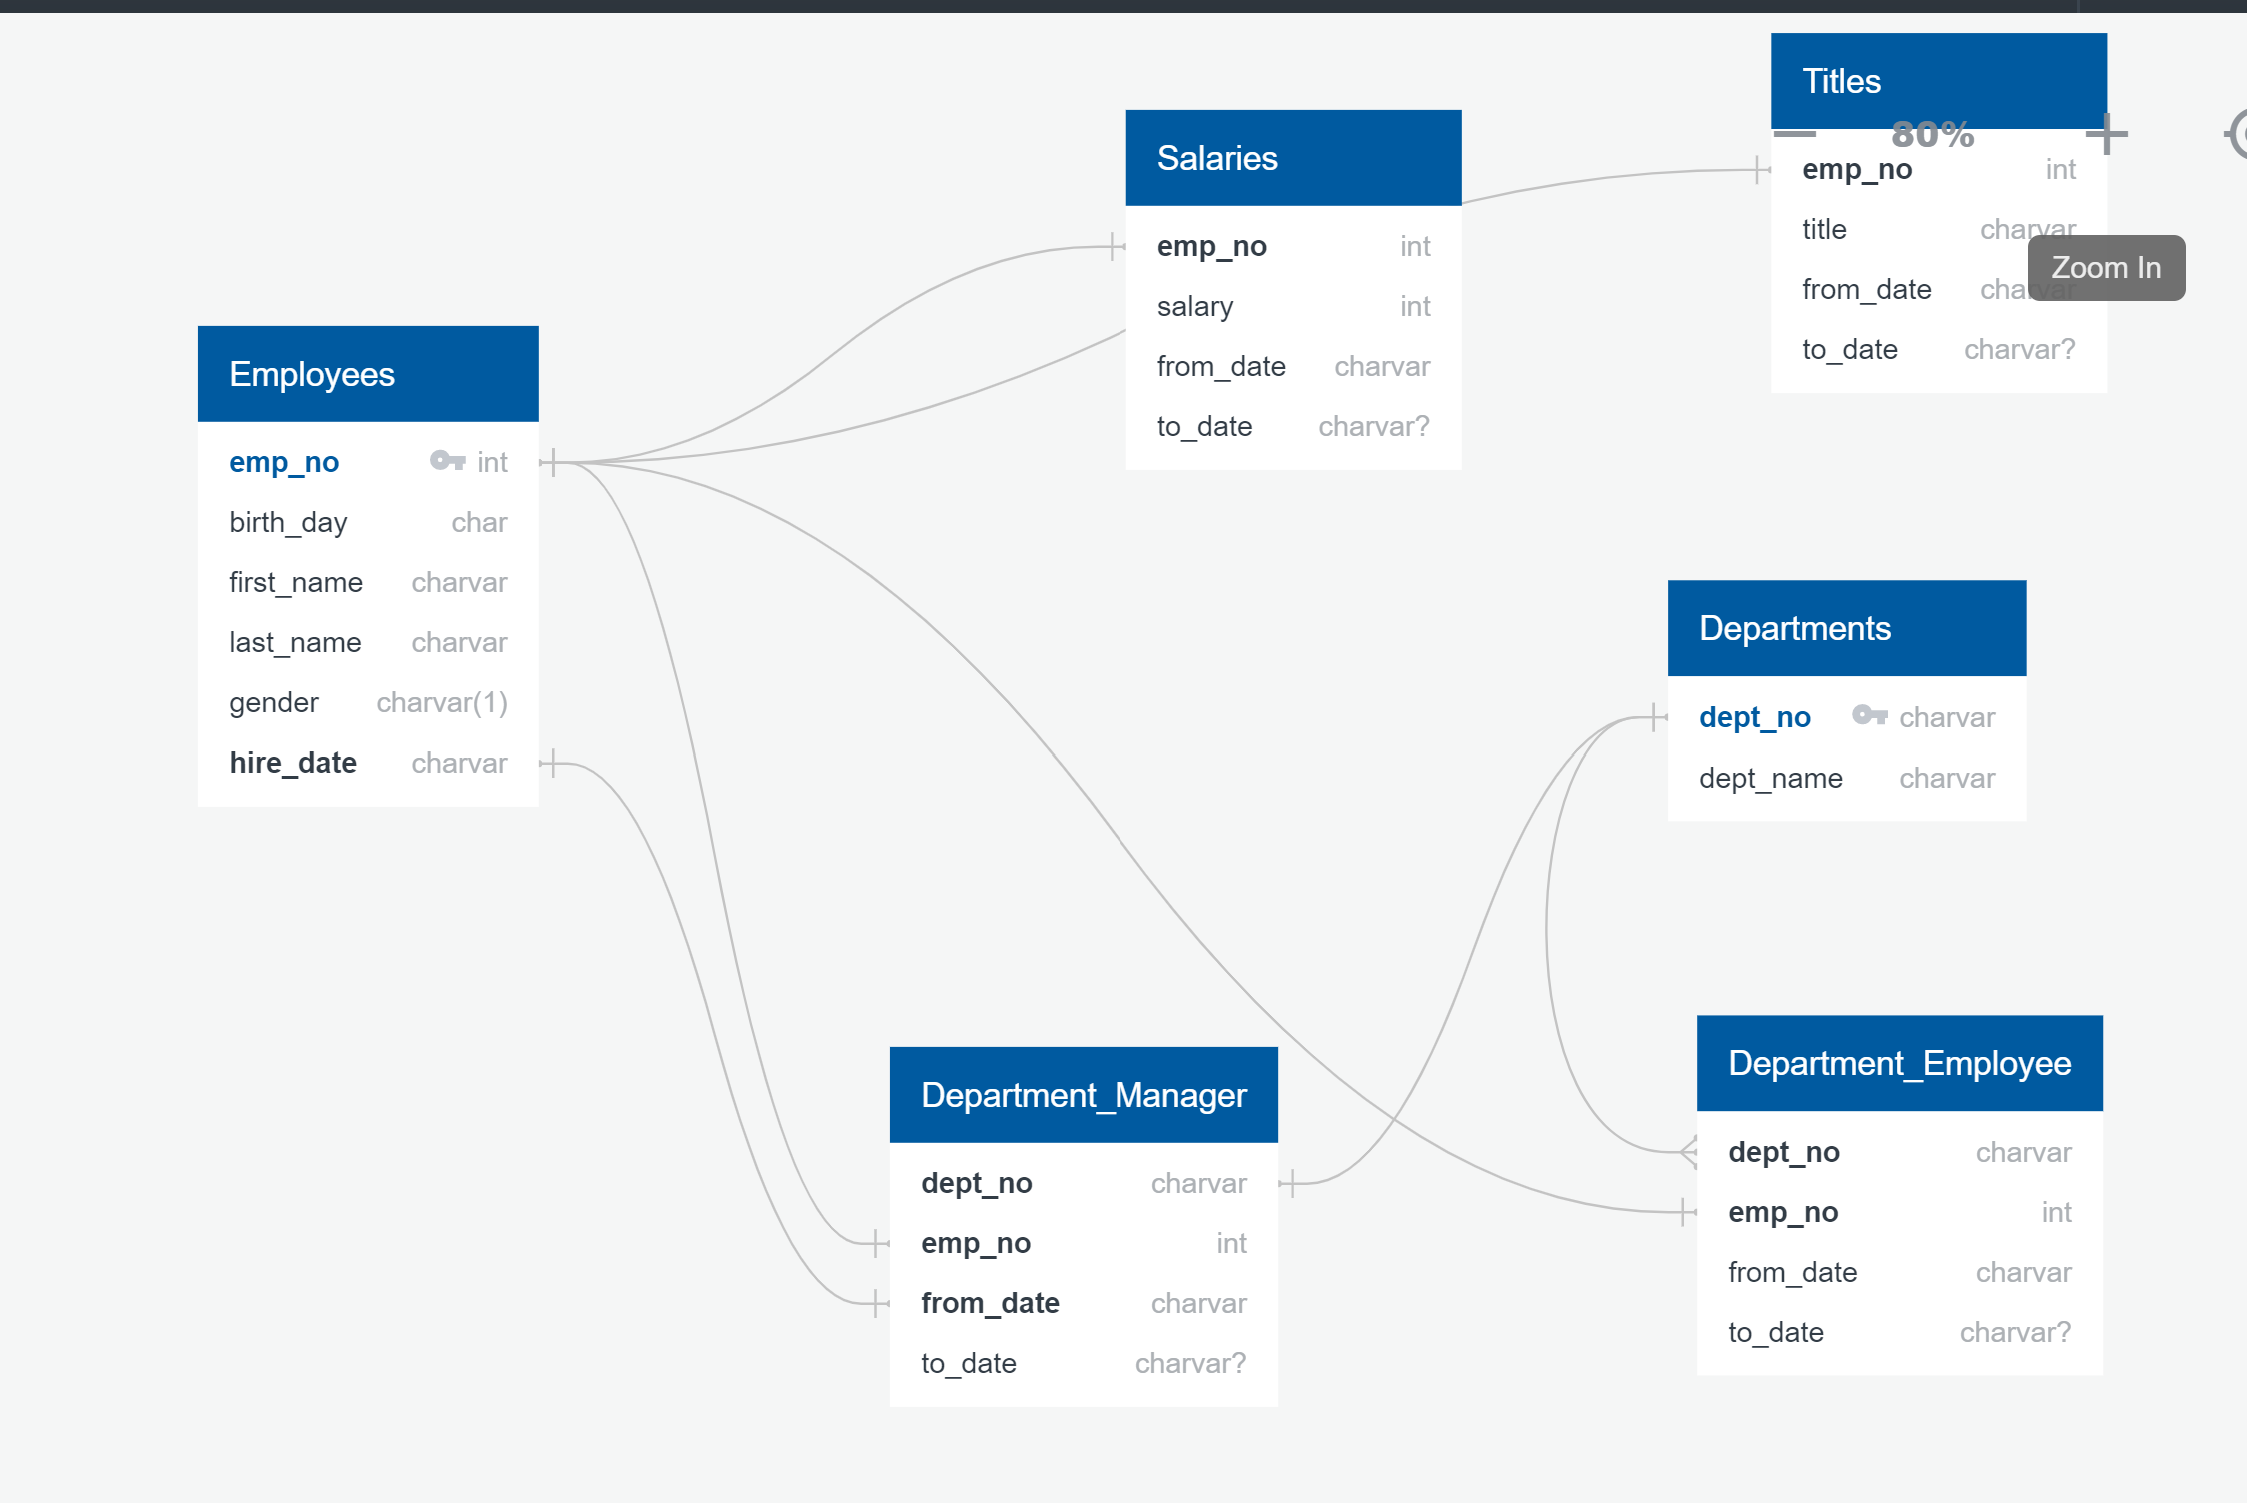 Titles
80%
emp_no int
title charvar
Zoom In
from_date
to_date charvar?
Salaries
emp_no int
salary int
from_date charvar
to_date charvar?
Employees
emp_no int
birth_day char
first_name charvar
last_name charvar
gender charvar(1)
hire_date charvar
Departments
dept_no charvar
dept_name charvar
Department_Manager
dept_no charvar
emp_no int
from_date charvar
to_date charvar?
Department_Employee
dept_no charvar
emp_no int
from_date charvar
to_date charvar?